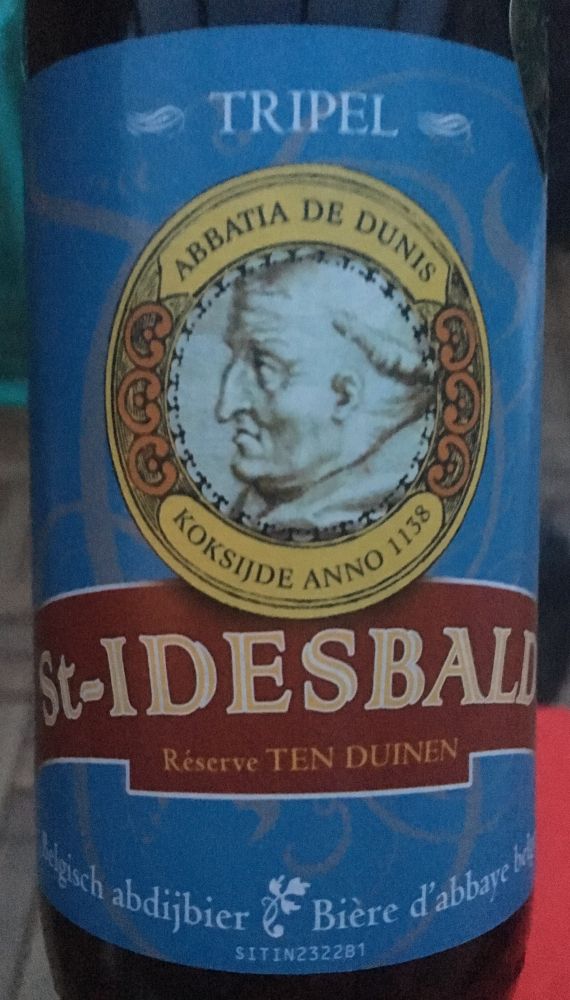 TRIPEL
ABBATIA DE DUNIS
KOKSIJDE ANNO 1138
St-IDESBALD
Réserve TEN DUINEN
Belgisch abdijbier Bière d'abbaye
SITIN2322B1